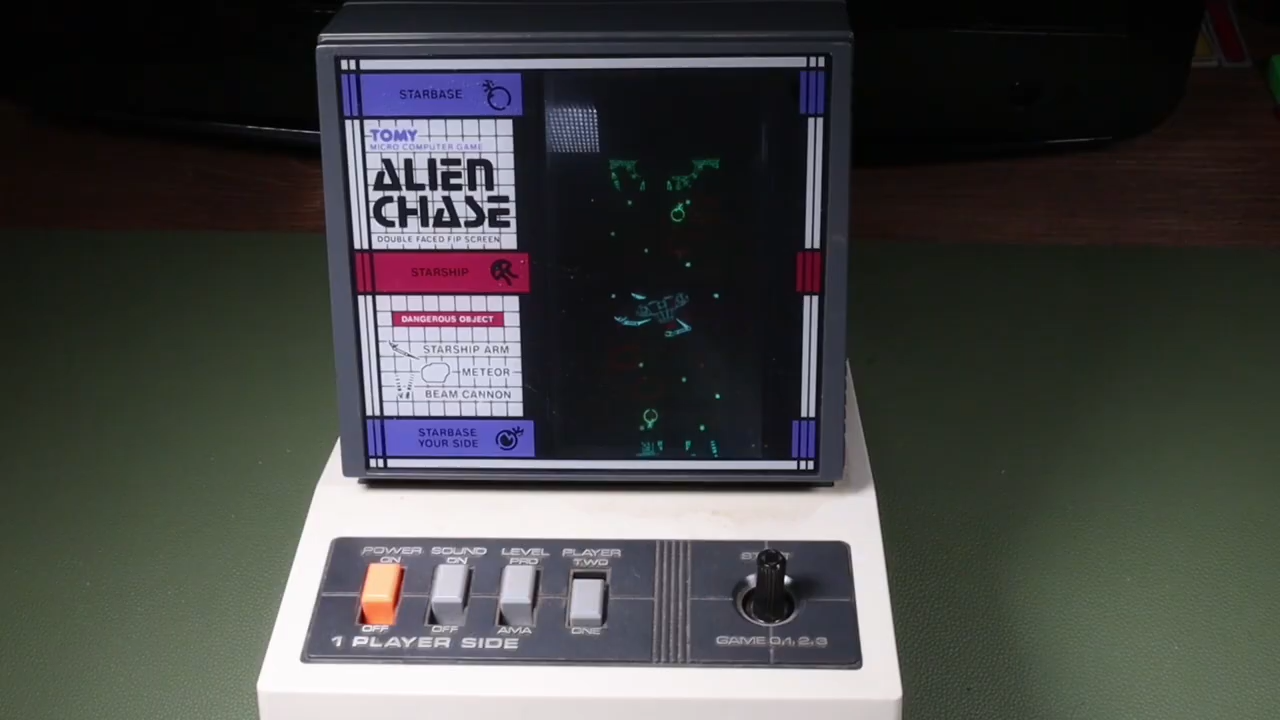 STARBASE
TOMY
MICRO COMPUTER GAME
ALIEN
CHASE
DOUBLE FACED FIP SCREEN
STARSHIP
DANGEROUS OBJECT
STARSHIP ARM
METEOR
BEAM CANNON
STARBASE
YOUR SIDE
POWER SOUND LEVEL PLAYER
ON ON PRO TWO
OFF OFF AMA ONE
1 PLAYER SIDE
GAME 0,1,2,3